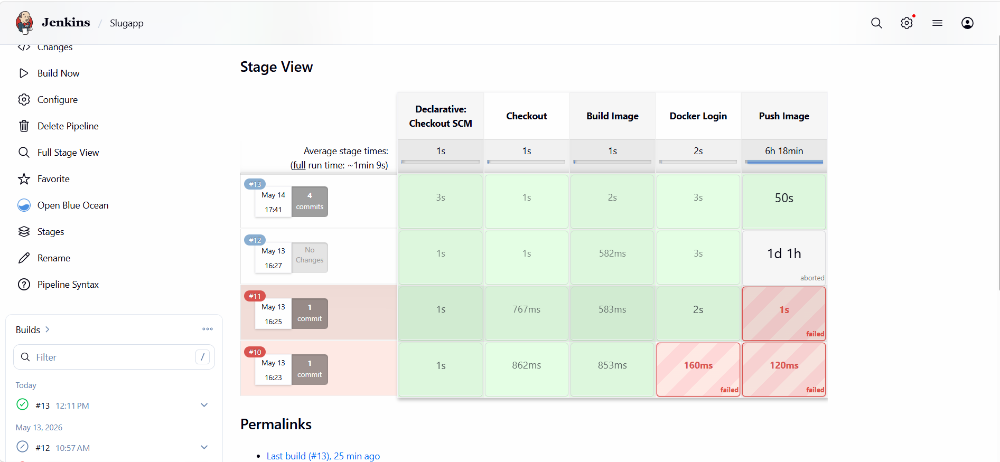 Jenkins / Slugapp
Changes
Build Now
Configure
Delete Pipeline
Full Stage View
Favorite
Open Blue Ocean
Stages
Rename
Pipeline Syntax
Builds
Filter /
Today
#13 12:11 PM
May 13, 2026
#12 10:57 AM
Stage View
Declarative:
Checkout SCM
Checkout
Build Image
Docker Login
Push Image
Average stage times:
(full run time: ~1min 9s)
1s 1s 1s 2s 6h 18min
#13
May 14
17:41
4
commits
3s 1s 2s 3s 50s
#12
May 13
16:27
No
Changes
1s 1s 582ms 3s 1d 1h
aborted
#11
May 13
16:25
1
commit
1s 767ms 583ms 2s 1s
failed
#10
May 13
16:23
1
commit
1s 862ms 853ms 160ms 120ms
failed failed
Permalinks
• Last build (#13), 25 min ago